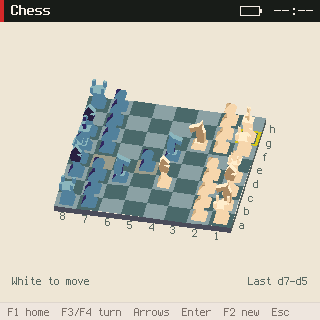 Chess --:--
h
g
f
e
d
c
b
a
8 7 6 5 4 3 2 1
White to move Last d7-d5
F1 home F3/F4 turn Arrows Enter F2 new Esc